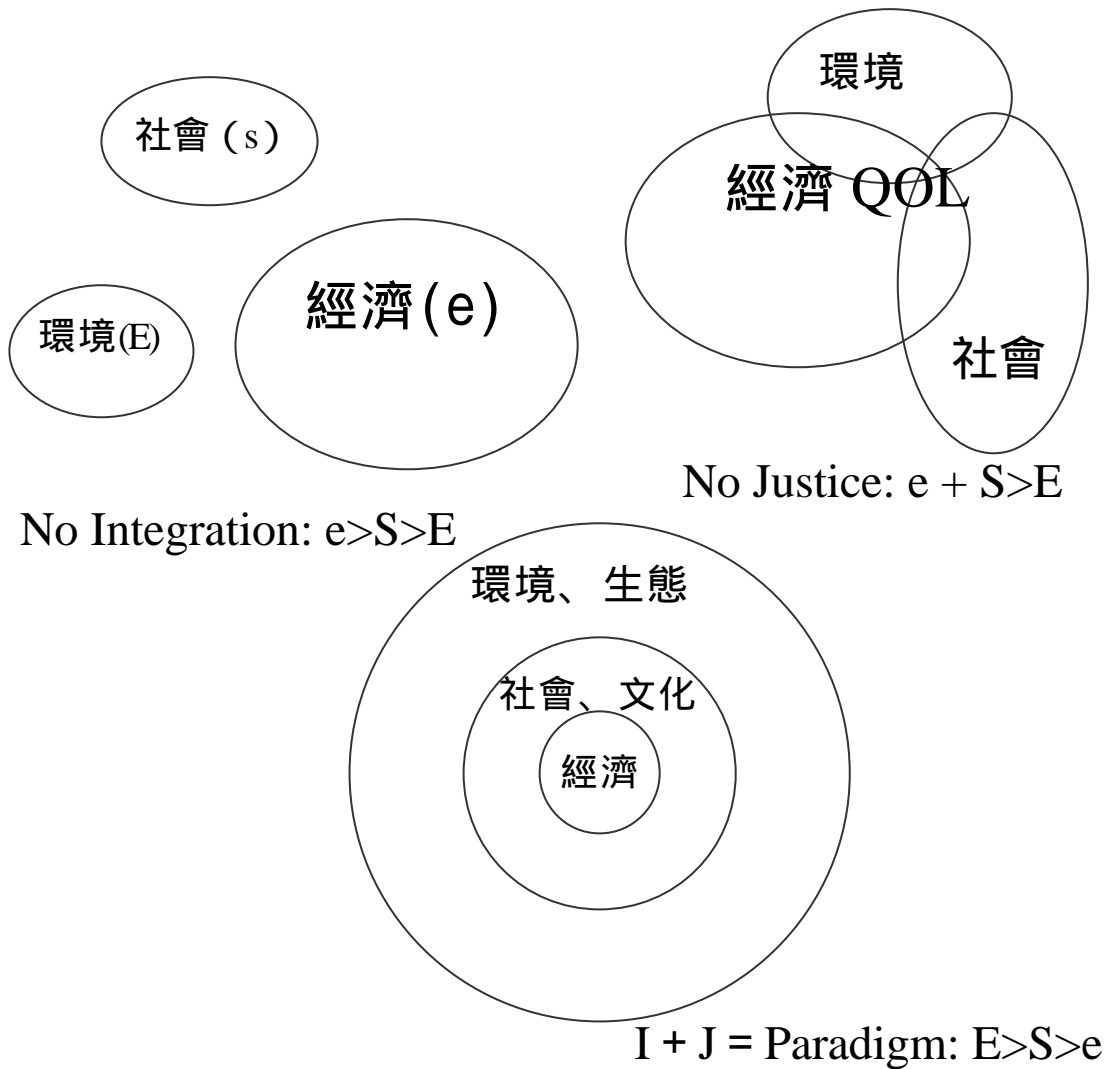 社會（s）
環境(E)
經濟(e)
No Integration: e>S>E
環境
經濟 QOL
社會
No Justice: e + S>E
環境、生態
社會、文化
經濟
I + J = Paradigm: E>S>e